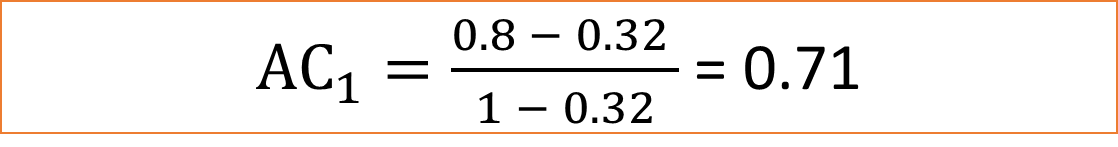 AC₁ = (0.8 − 0.32)/(1 − 0.32) = 0.71